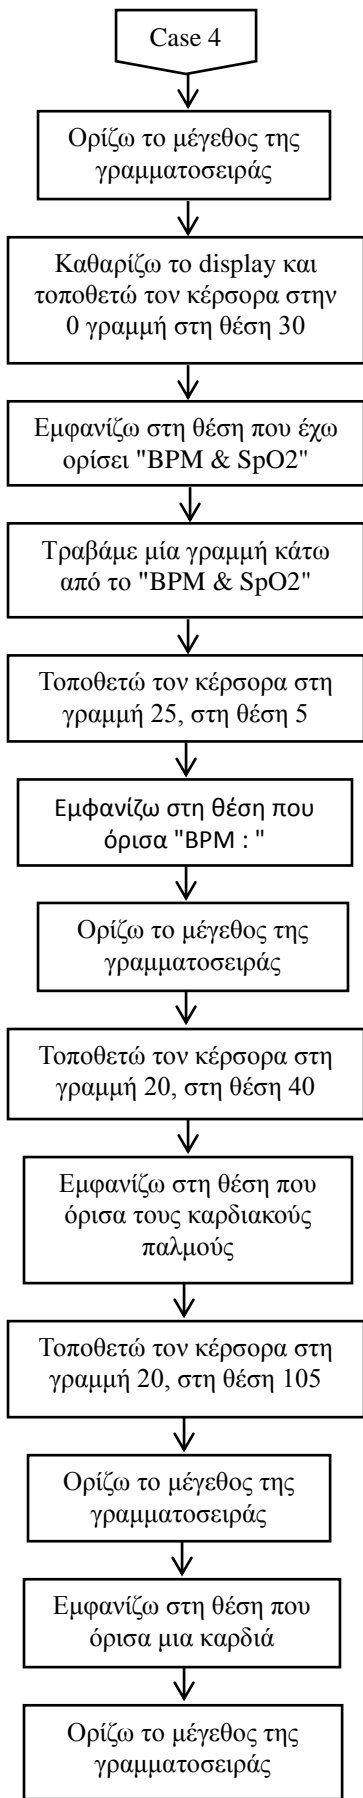 Case 4
Ορίζω το μέγεθος της
γραμματοσειράς
Καθαρίζω το display και
τοποθετώ τον κέρσορα στην
0 γραμμή στη θέση 30
Εμφανίζω στη θέση που έχω
ορίσει "BPM & SpO2"
Τραβάμε μία γραμμή κάτω
από το "BPM & SpO2"
Τοποθετώ τον κέρσορα στη
γραμμή 25, στη θέση 5
Εμφανίζω στη θέση που
όρισα "BPM : "
Ορίζω το μέγεθος της
γραμματοσειράς
Τοποθετώ τον κέρσορα στη
γραμμή 20, στη θέση 40
Εμφανίζω στη θέση που
όρισα τους καρδιακούς
παλμούς
Τοποθετώ τον κέρσορα στη
γραμμή 20, στη θέση 105
Ορίζω το μέγεθος της
γραμματοσειράς
Εμφανίζω στη θέση που
όρισα μια καρδιά
Ορίζω το μέγεθος της
γραμματοσειράς